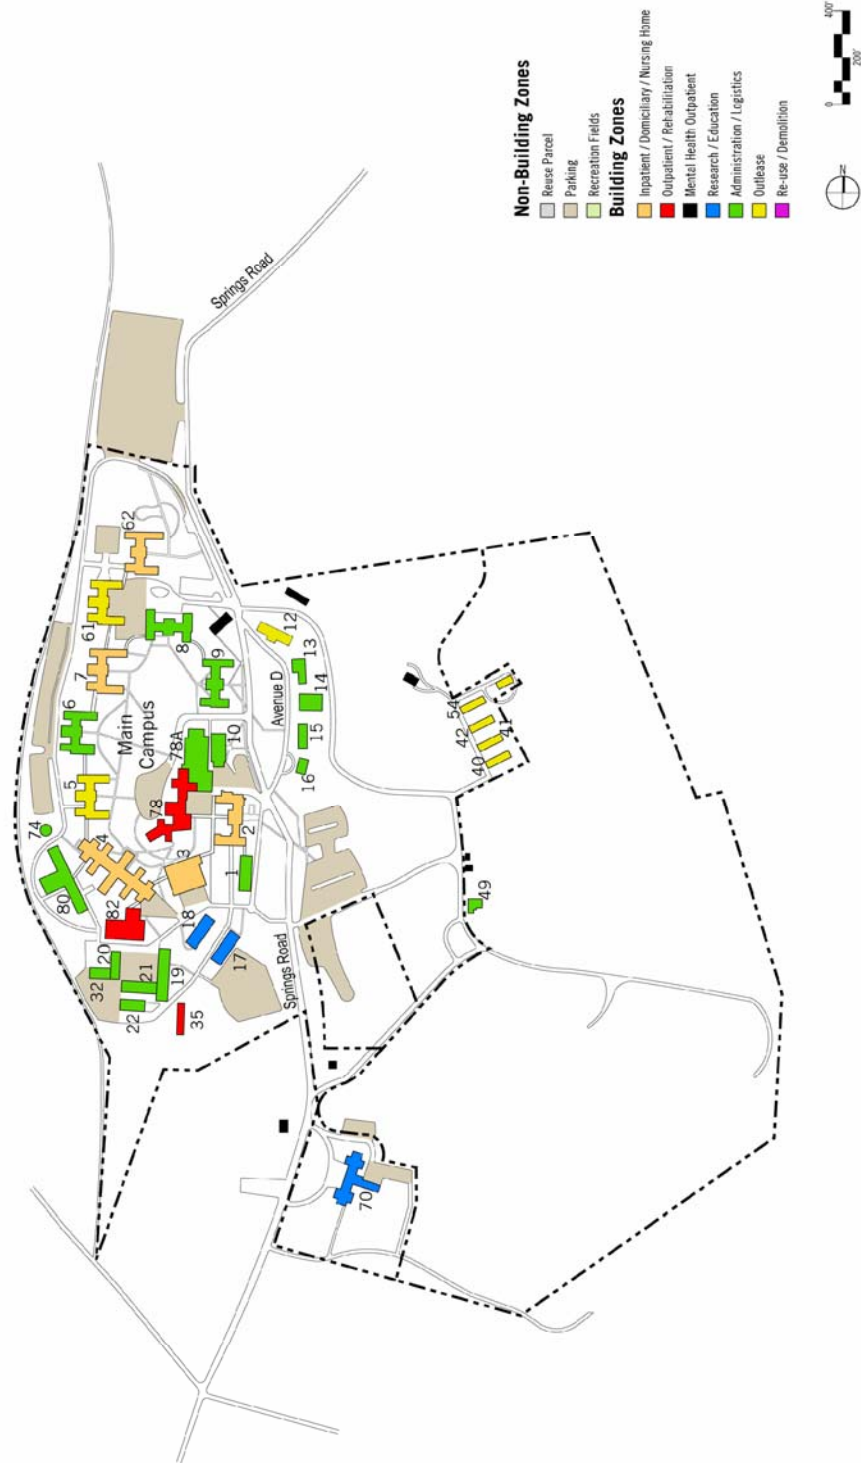 Springs Road
62
61
8
12
7
9
13
6
Main
Campus
Avenue D
14
54
78A
10
15
42
41
5
16
40
78
74
2
4
3
1
80
82
18
49
20
17
Springs Road
32
21
19
22
35
70
Non-Building Zones
Reuse Parcel
Parking
Recreation Fields
Building Zones
Inpatient / Domiciliary / Nursing Home
Outpatient / Rehabilitation
Mental Health Outpatient
Research / Education
Administration / Logistics
Outlease
Re-use / Demolition
N
0
200'
400'